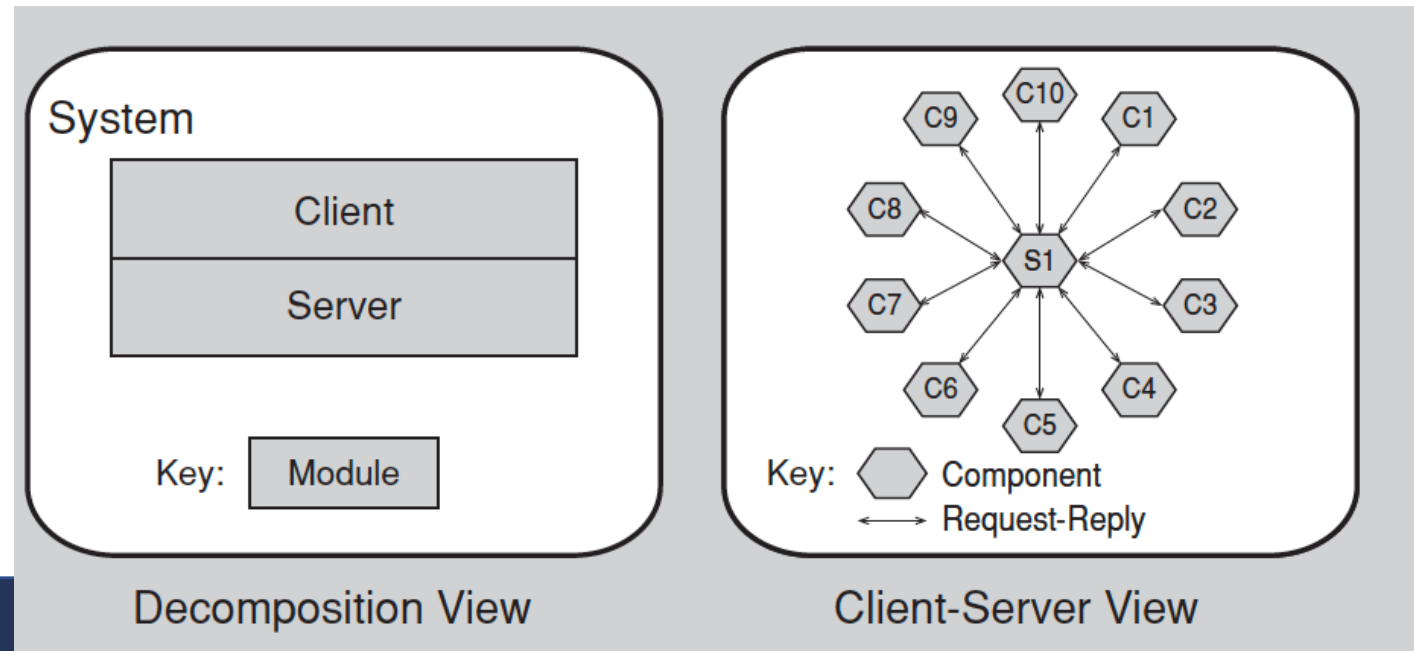 System
Client
Server
Key: Module
Decomposition View
C10
C9
C1
C8
C2
S1
C7
C3
C6
C4
C5
Key: Component
Request-Reply
Client-Server View